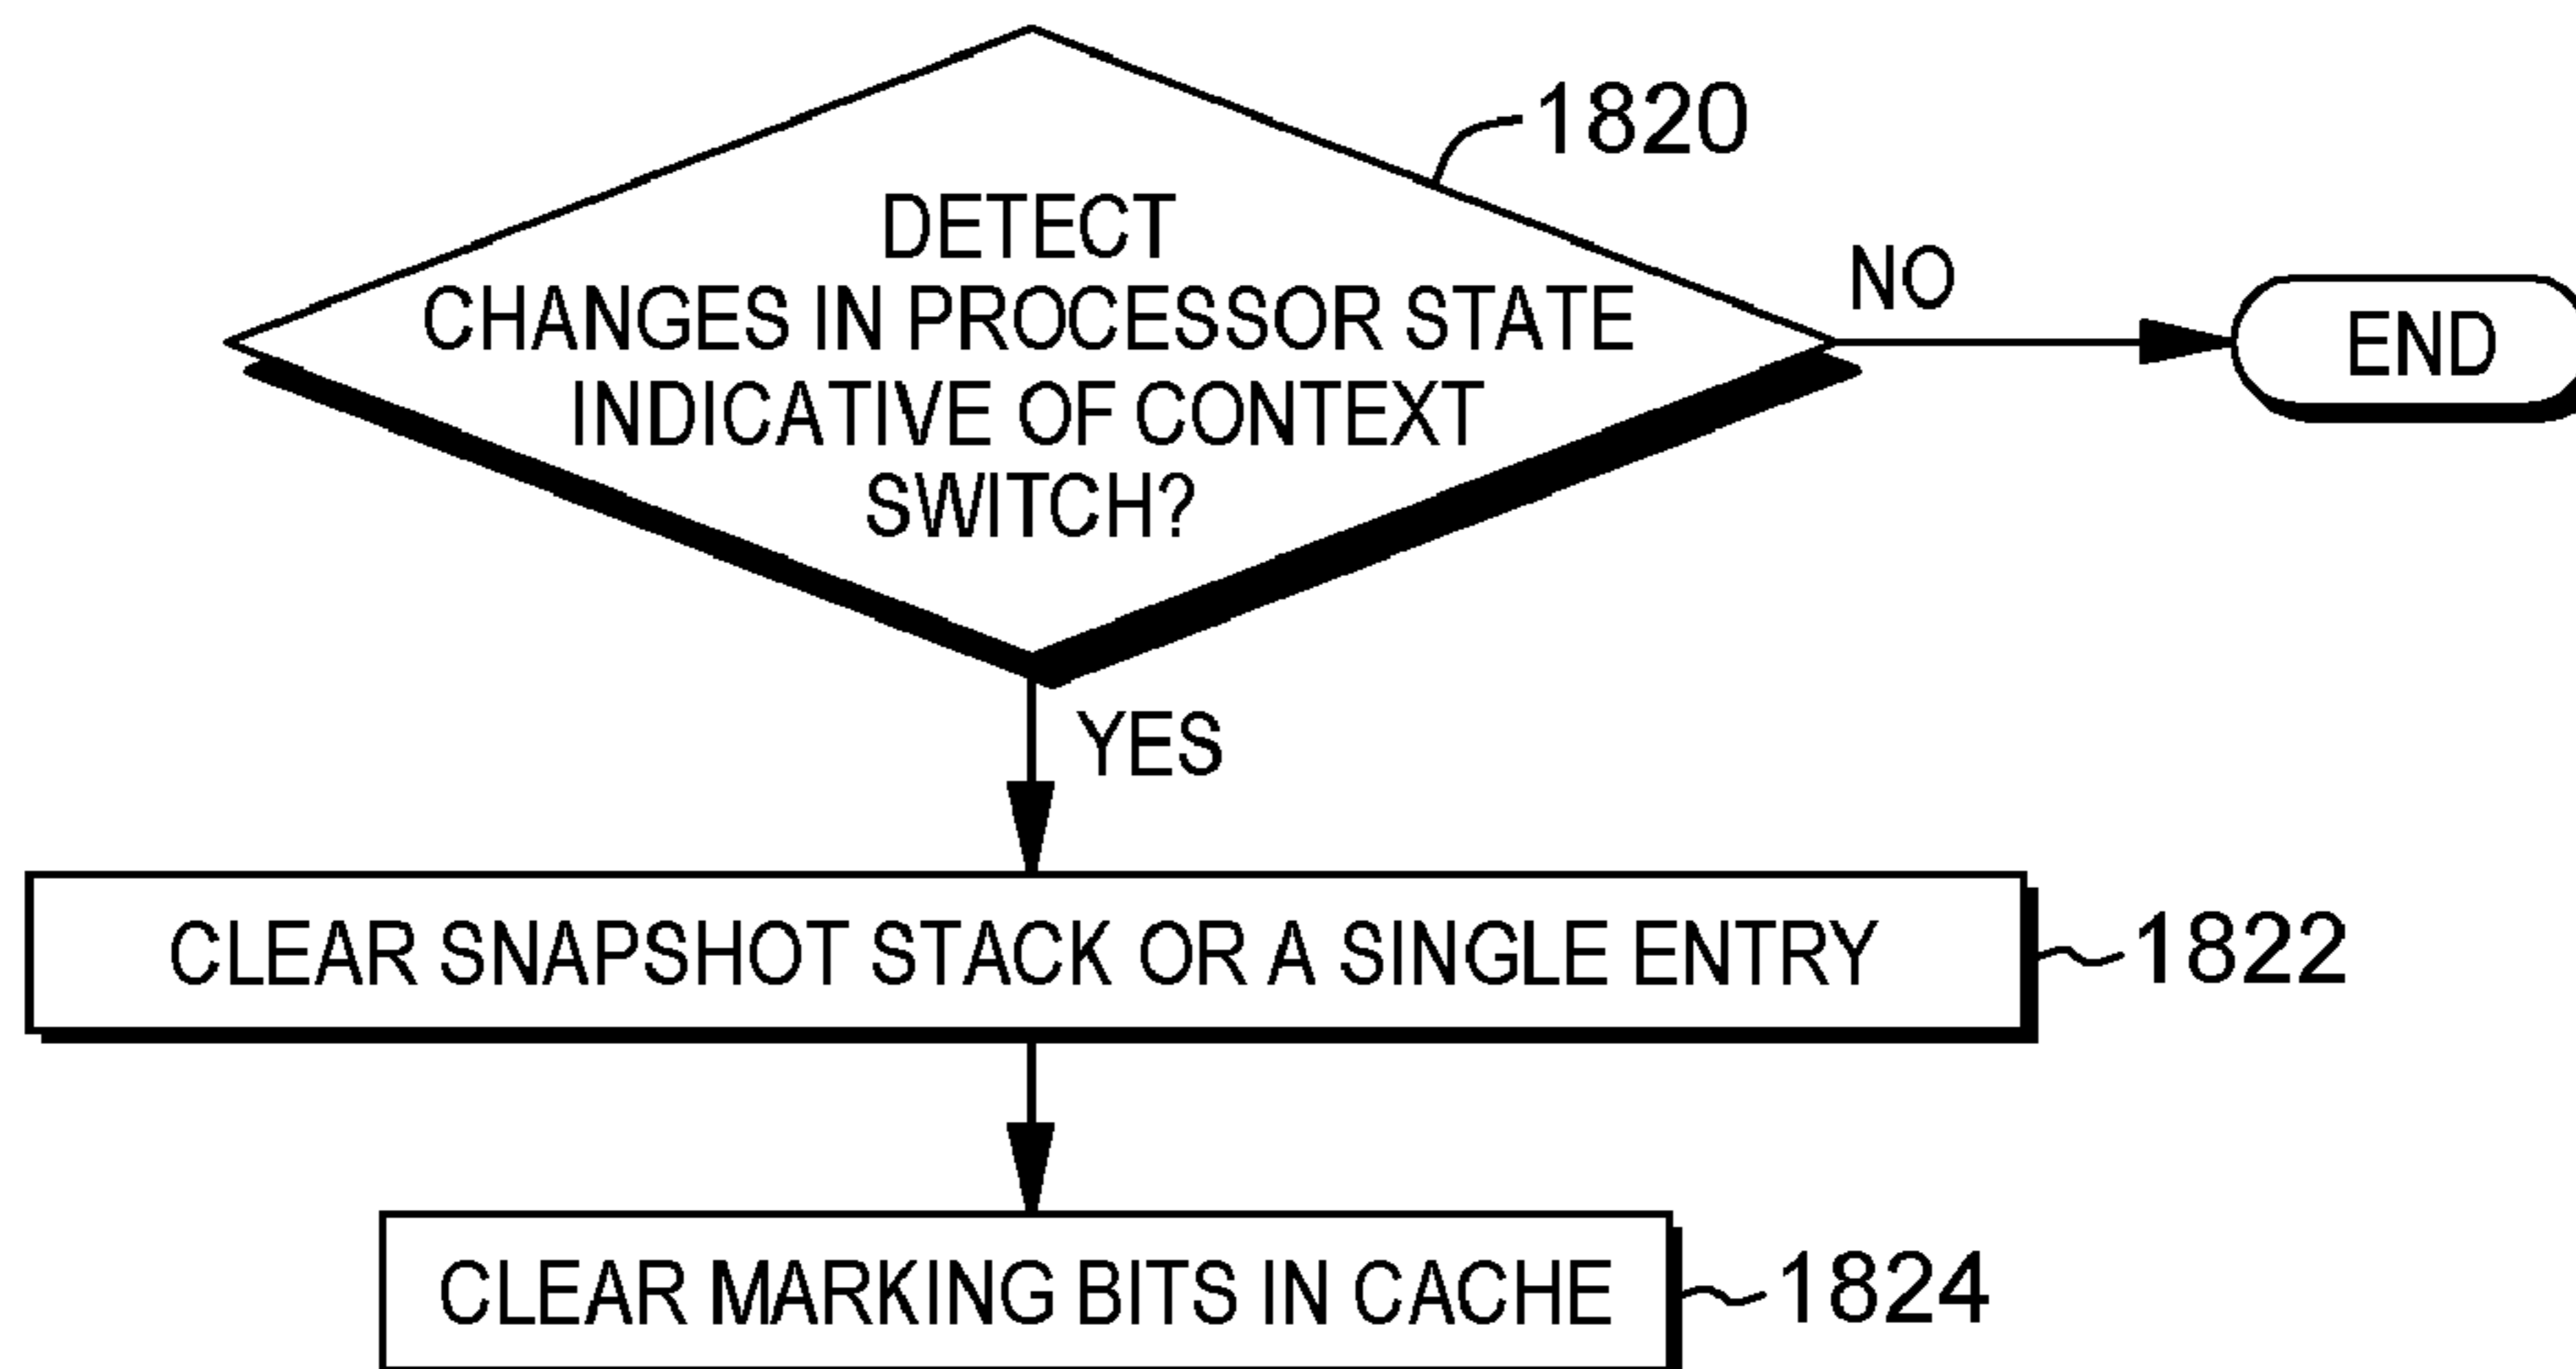 1820
DETECT
CHANGES IN PROCESSOR STATE
INDICATIVE OF CONTEXT
SWITCH?
NO
END
YES
CLEAR SNAPSHOT STACK OR A SINGLE ENTRY
1822
CLEAR MARKING BITS IN CACHE
1824